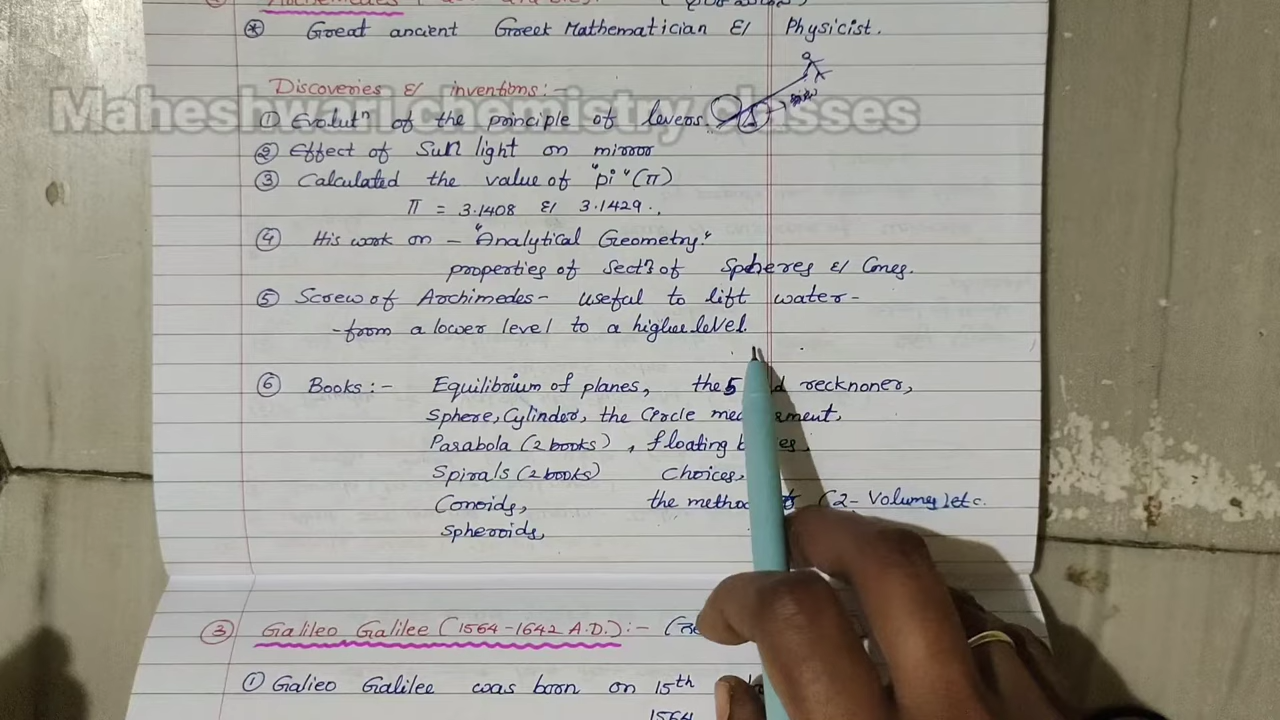 ⊛ Great ancient Greek Mathematician & Physicist.
Discoveries & inventions:-
Maheshwari chemistry classes
① Evolutⁿ of the principle of levers.
② Effect of Sun light on mirror
③ Calculated the value of "pi" (π)
π = 3.1408 & 3.1429.
④ His work on - "Analytical Geometry"
properties of Sectⁿ of Spheres & Cones.
⑤ Screw of Archimedes - useful to lift water -
- from a lower level to a higher level.
⑥ Books :- Equilibrium of planes, the recknoner,
Sphere, Cylinder, the Circle
Parabola (2 books), floating
Spirals (2 books) Choices,
Conoids, the method (2- Volumes) etc.
Spheroids,
③ Galileo Galilee (1564-1642 A.D.) :-
① Galieo Galilee was born on 15th
1564